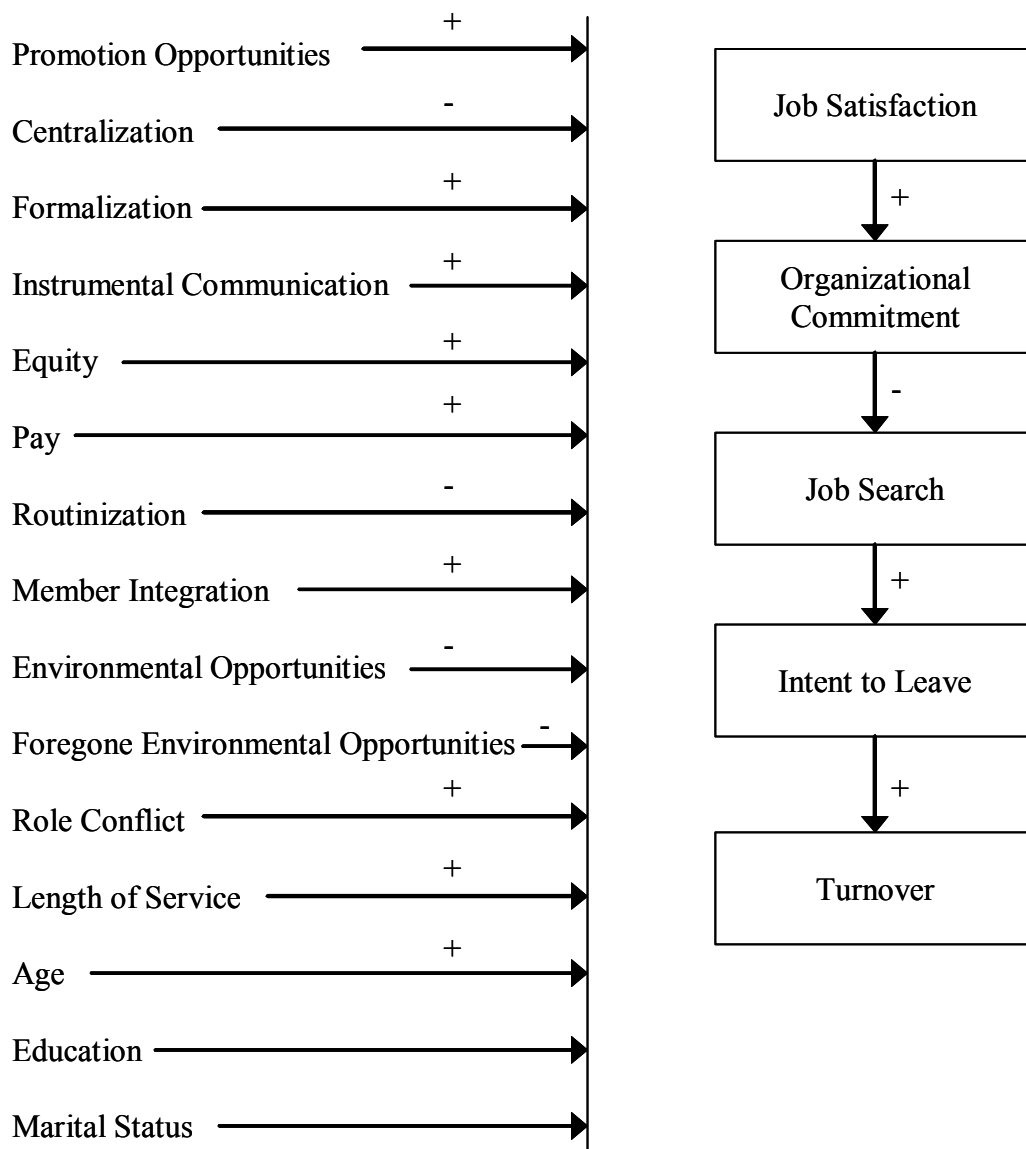 +
Promotion Opportunities
-
Centralization
+
Formalization
+
Instrumental Communication
+
Equity
+
Pay
-
Routinization
+
Member Integration
-
Environmental Opportunities
-
Foregone Environmental Opportunities
+
Role Conflict
+
Length of Service
+
Age
Education
Marital Status
Job Satisfaction
+
Organizational
Commitment
-
Job Search
+
Intent to Leave
+
Turnover